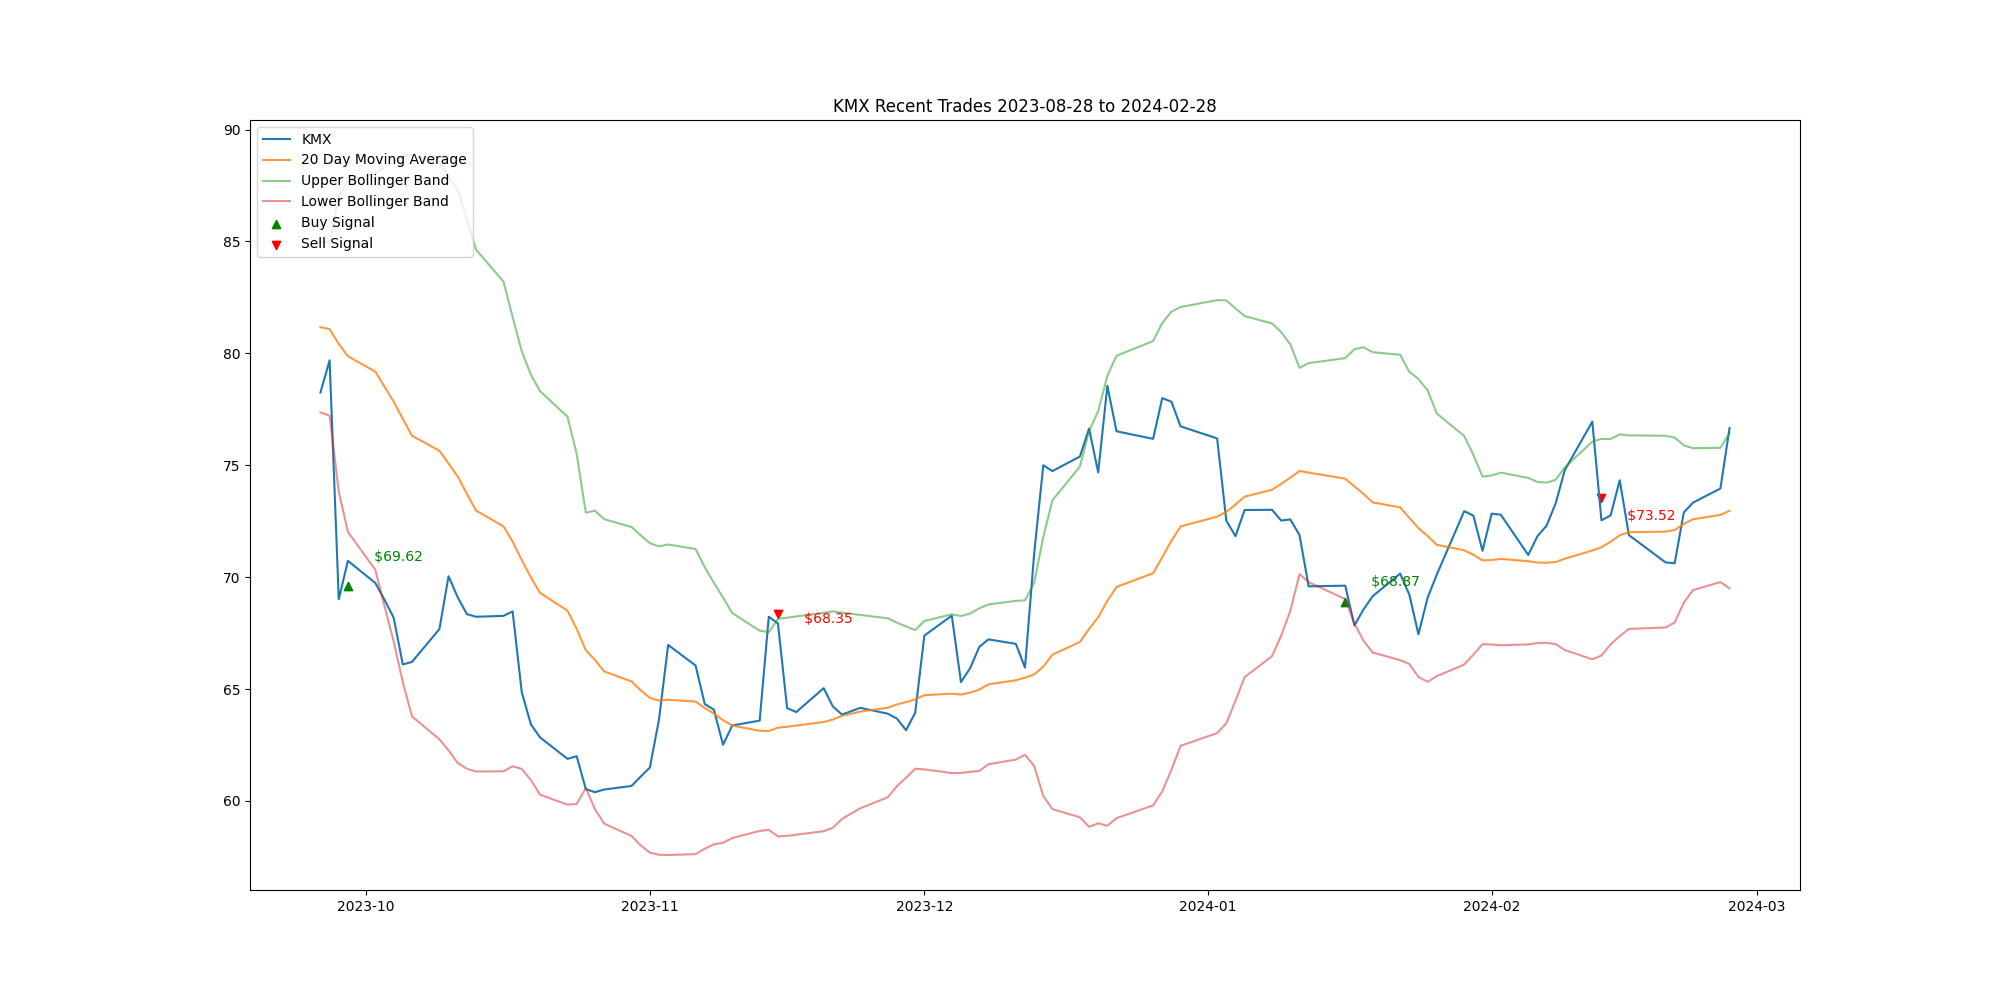 KMX Recent Trades 2023-08-28 to 2024-02-28
90
85
80
75
70
65
60
KMX
20 Day Moving Average
Upper Bollinger Band
Lower Bollinger Band
Buy Signal
Sell Signal
$69.62
$68.35
$68.87
$73.52
2023-10
2023-11
2023-12
2024-01
2024-02
2024-03